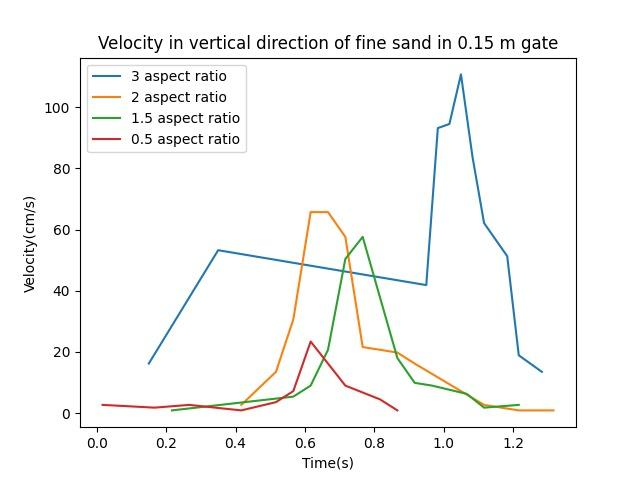 Velocity in vertical direction of fine sand in 0.15 m gate
3 aspect ratio
2 aspect ratio
1.5 aspect ratio
0.5 aspect ratio
100
80
60
40
20
0
Velocity(cm/s)
0.0 0.2 0.4 0.6 0.8 1.0 1.2
Time(s)